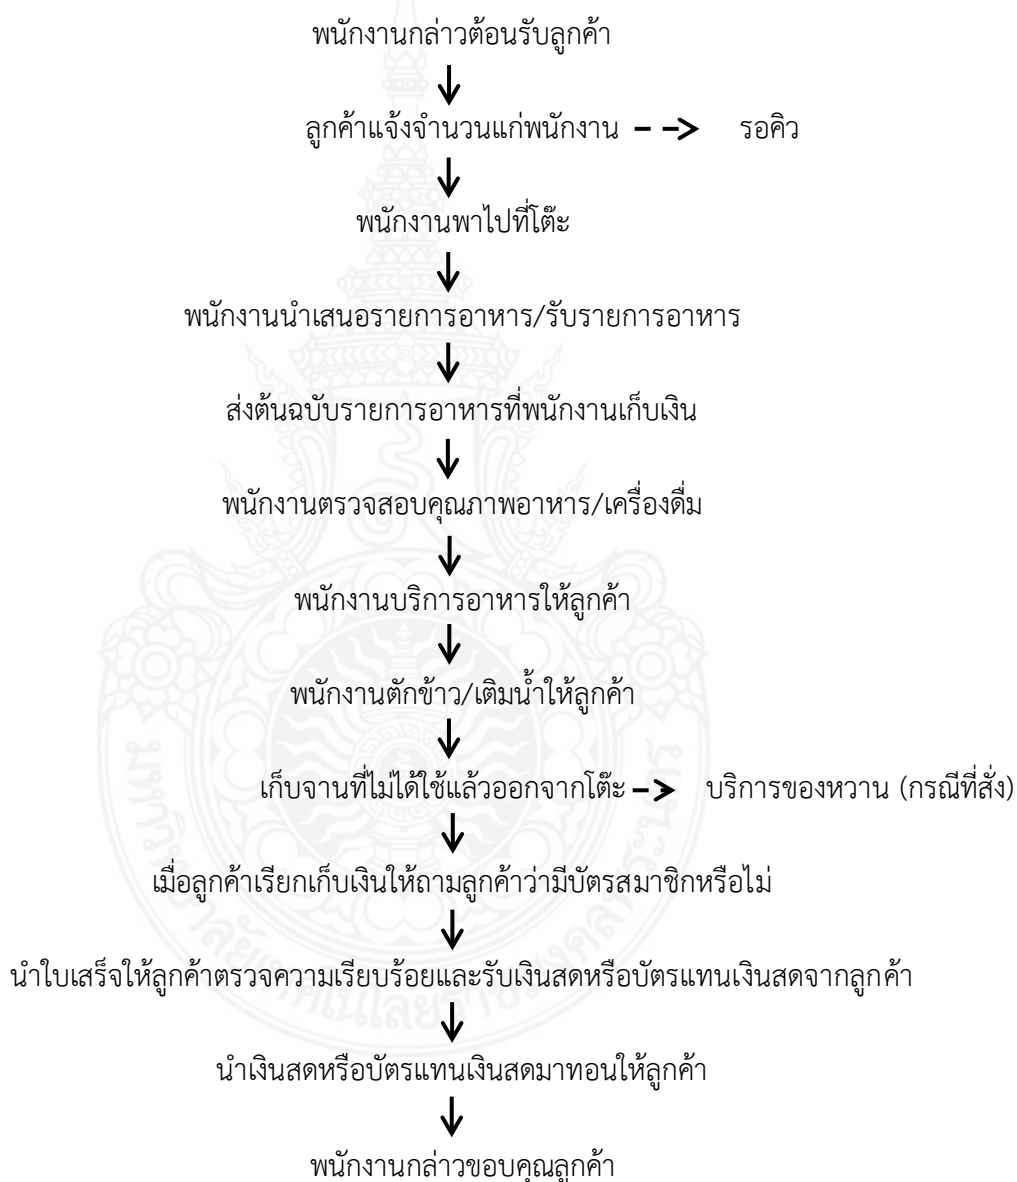 พนักงานกล่าวต้อนรับลูกค้า
ลูกค้าแจ้งจำนวนแก่พนักงาน รอคิว
พนักงานพาไปที่โต๊ะ
พนักงานนำเสนอรายการอาหาร/รับรายการอาหาร
ส่งต้นฉบับรายการอาหารที่พนักงานเก็บเงิน
พนักงานตรวจสอบคุณภาพอาหาร/เครื่องดื่ม
พนักงานบริการอาหารให้ลูกค้า
พนักงานตักข้าว/เติมน้ำให้ลูกค้า
เก็บจานที่ไม่ได้ใช้แล้วออกจากโต๊ะ บริการของหวาน (กรณีที่สั่ง)
เมื่อลูกค้าเรียกเก็บเงินให้ถามลูกค้าว่ามีบัตรสมาชิกหรือไม่
นำใบเสร็จให้ลูกค้าตรวจความเรียบร้อยและรับเงินสดหรือบัตรแทนเงินสดจากลูกค้า
นำเงินสดหรือบัตรแทนเงินสดมาทอนให้ลูกค้า
พนักงานกล่าวขอบคุณลูกค้า